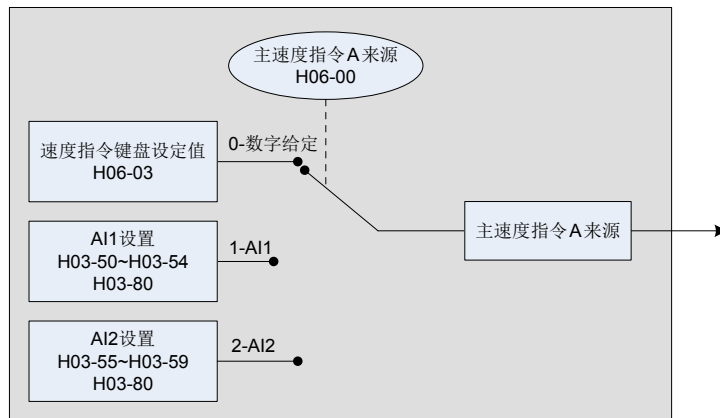 主速度指令A来源
H06-00
速度指令键盘设定值
H06-03
0-数字给定
AI1设置
H03-50~H03-54
H03-80
1-AI1
主速度指令A来源
AI2设置
H03-55~H03-59
H03-80
2-AI2